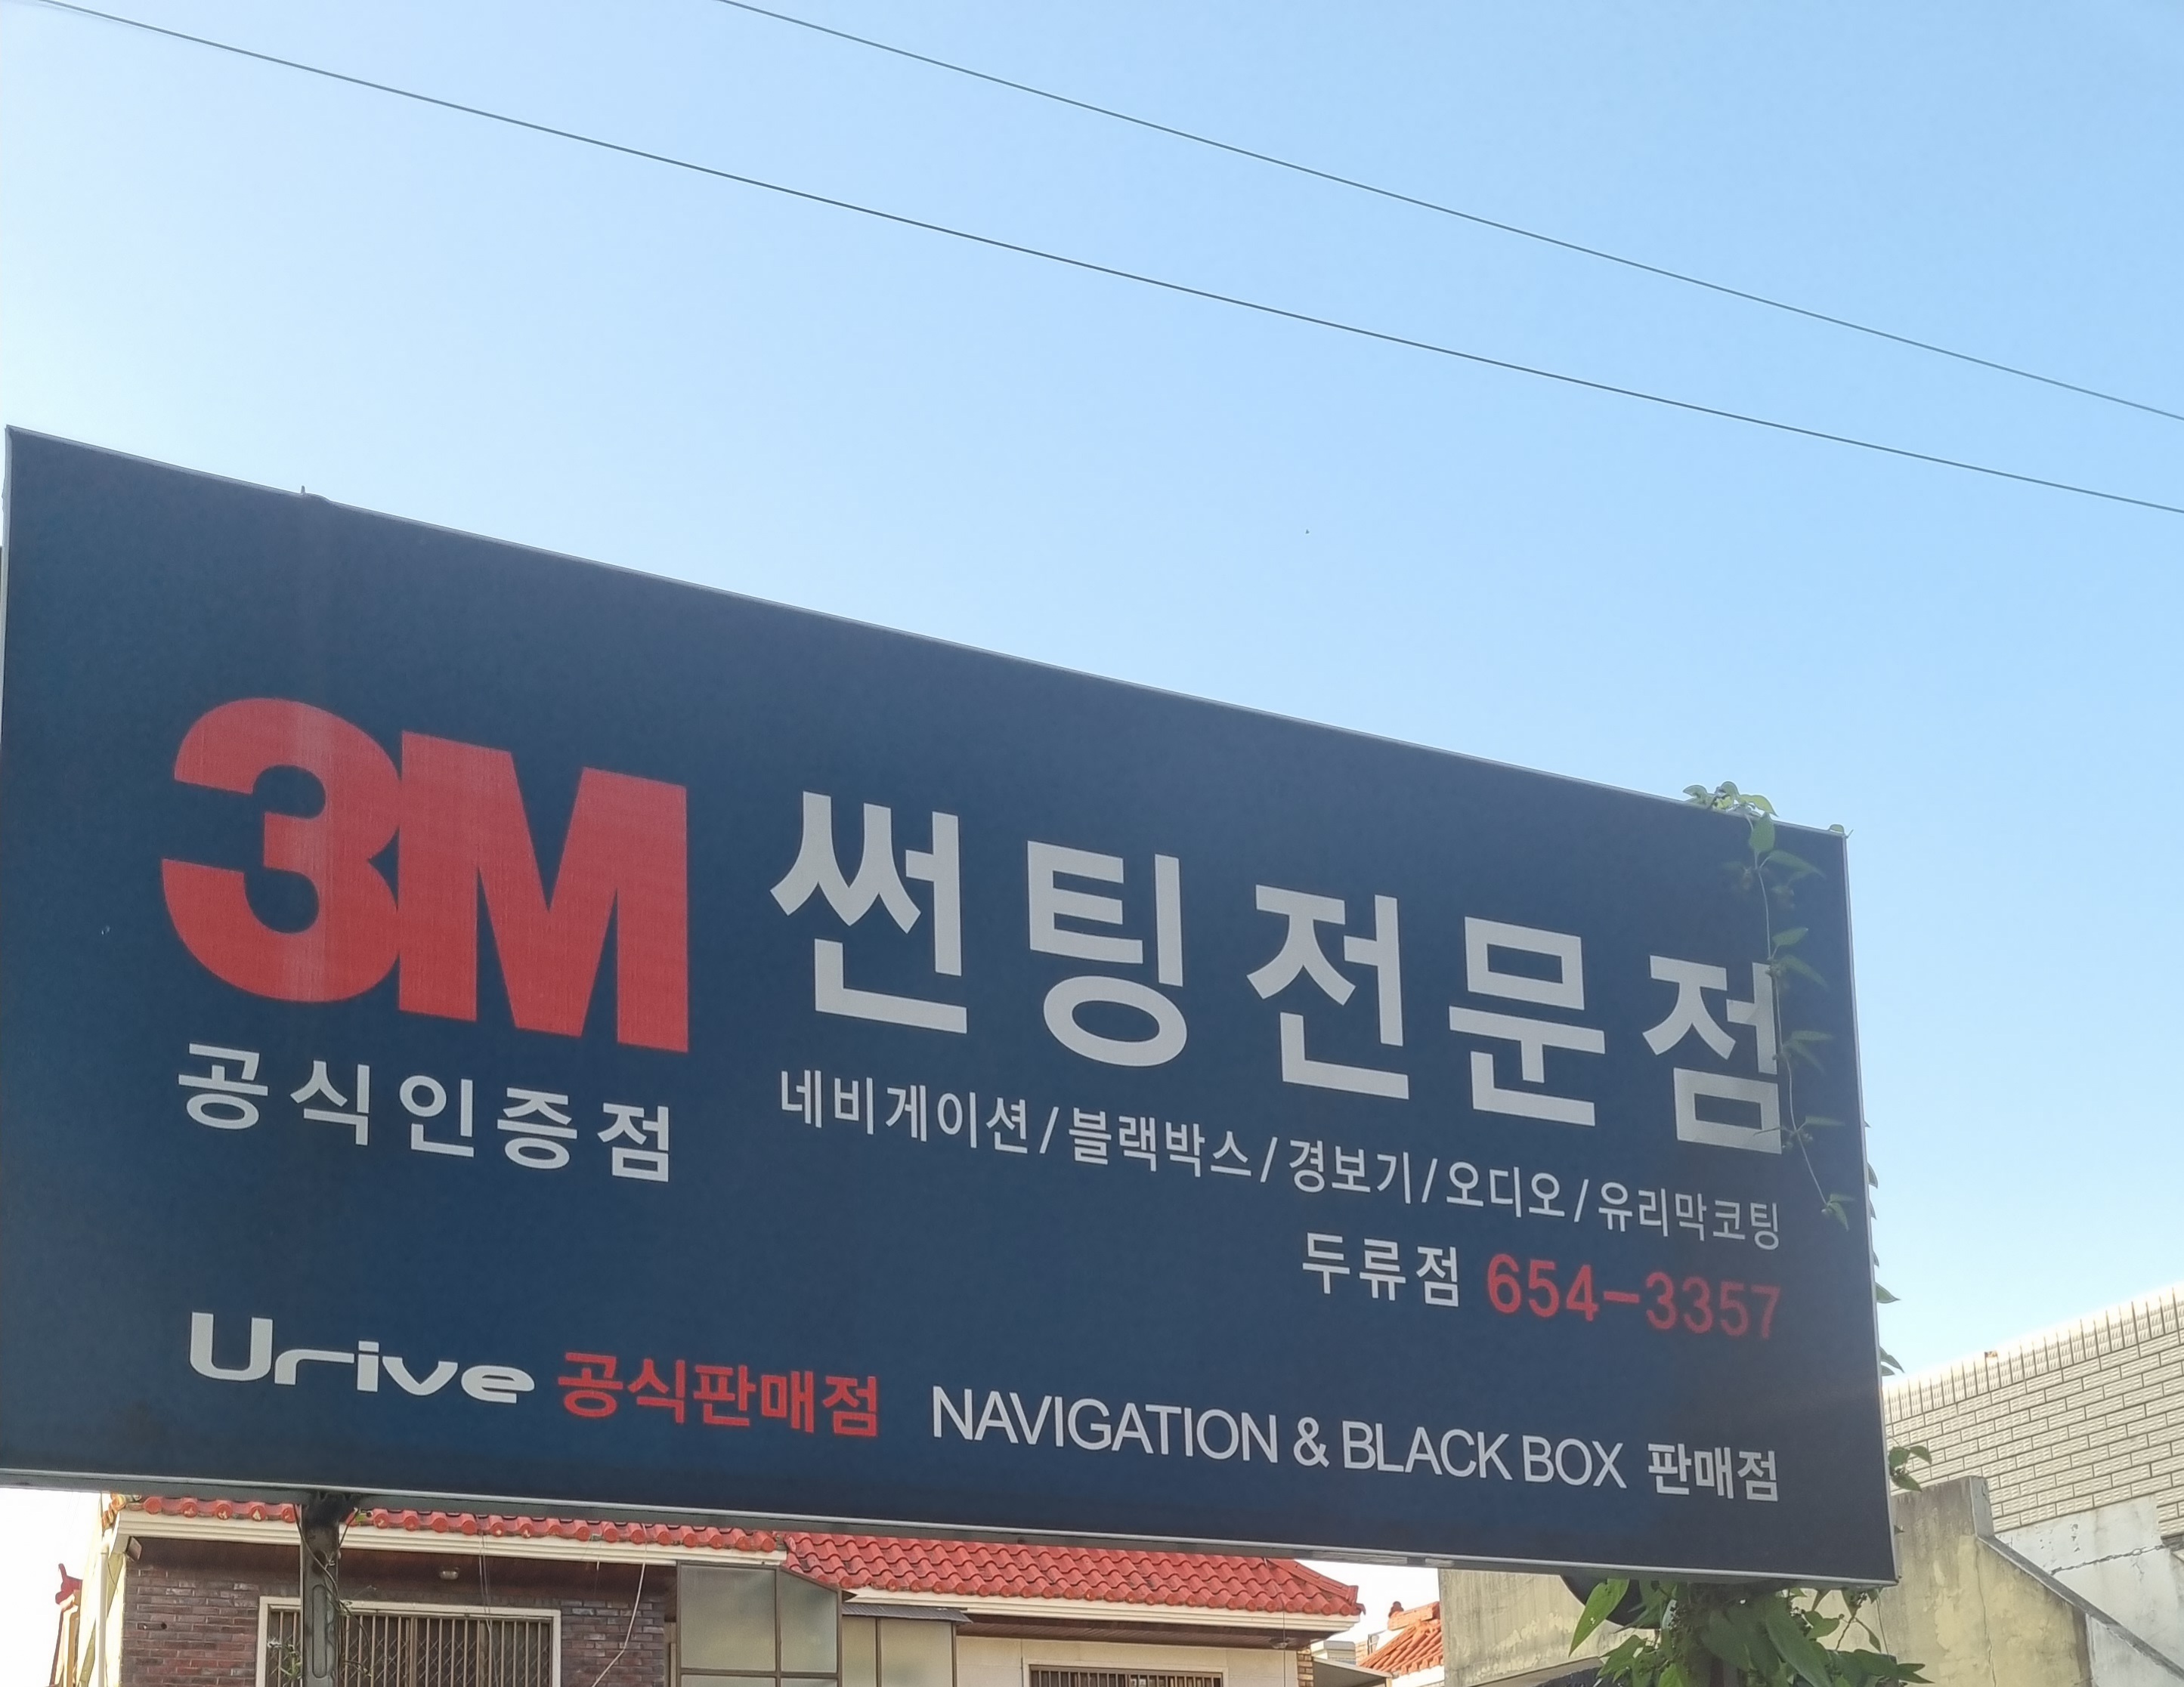 3M 썬팅전문점
공식인증점
네비게이션/블랙박스/경보기/오디오/유리막코팅
두류점 654-3357
Urive 공식판매점 NAVIGATION & BLACK BOX 판매점